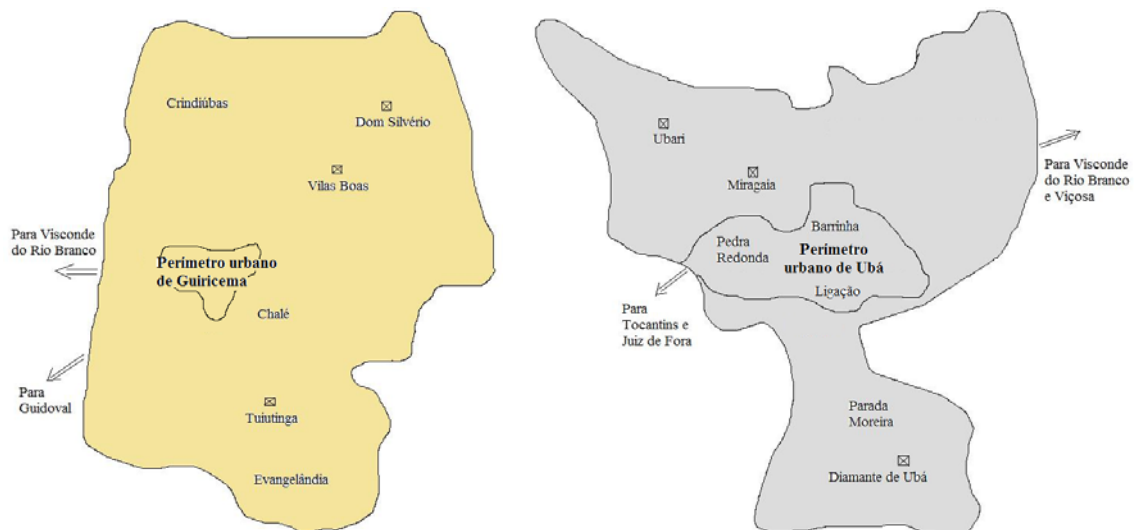 Crindiúbas
Dom Silvério
Vilas Boas
Para Visconde
do Rio Branco
Perímetro urbano
de Guiricema
Chalé
Para
Guidoval
Tuiutinga
Evangelândia
Ubari
Miragaia
Para Visconde
do Rio Branco
e Viçosa
Barrinha
Pedra
Redonda
Perímetro
urbano de Ubá
Ligação
Para
Tocantins e
Juiz de Fora
Parada
Moreira
Diamante de Ubá